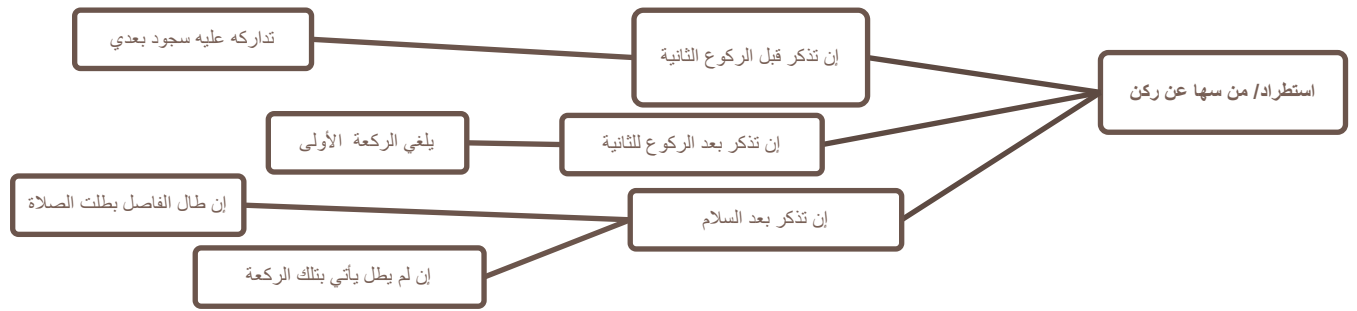 استطراد/ من سها عن ركن
إن تذكر قبل الركوع الثانية
تداركه عليه سجود بعدي
إن تذكر بعد الركوع للثانية
يلغي الركعة الأولى
إن تذكر بعد السلام
إن طال الفاصل بطلت الصلاة
إن لم يطل يأتي بتلك الركعة